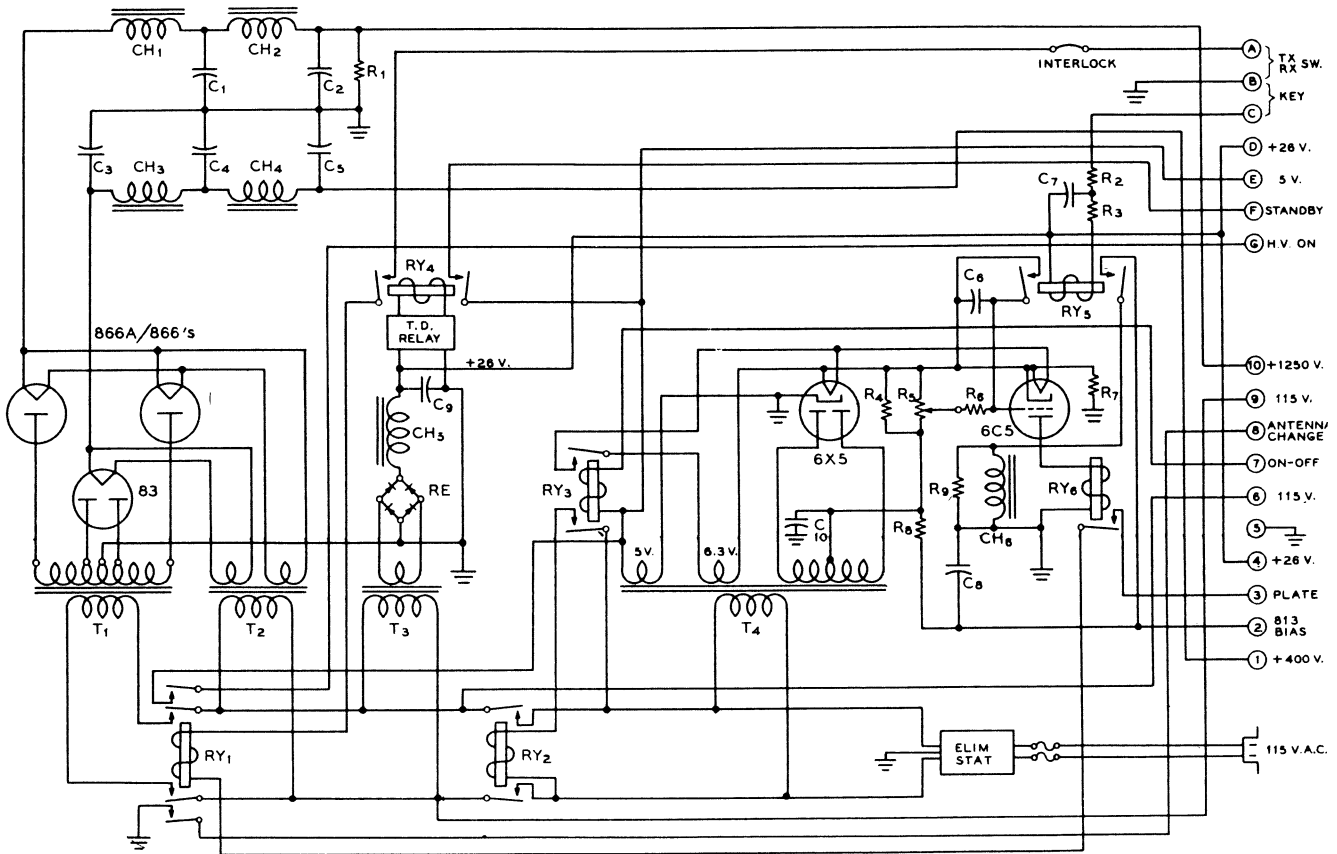 CH1
CH2
C1
C2
R1
C3
C4
C5
CH3
CH4
INTERLOCK
A
TX
RX SW.
B
KEY
C
D +26 V.
E 5 V.
F STANDBY
G H.V. ON
R2
C7
R3
RY4
T.D.
RELAY
+26 V.
C9
CH5
RE
C6
RY5
866A/866's
83
RY3
5 V.
6.3 V.
6X5
R4
R5
R6
R7
6C5
R9
CH6
RY6
C
10
R8
C8
10 +1250 V.
9 115 V.
8 ANTENNA
CHANGE
7 ON-OFF
6 115 V.
5
4 +26 V.
3 PLATE
2 813
BIAS
1 +400 V.
T1
T2
T3
T4
RY1
RY2
ELIM
STAT
115 V.A.C.